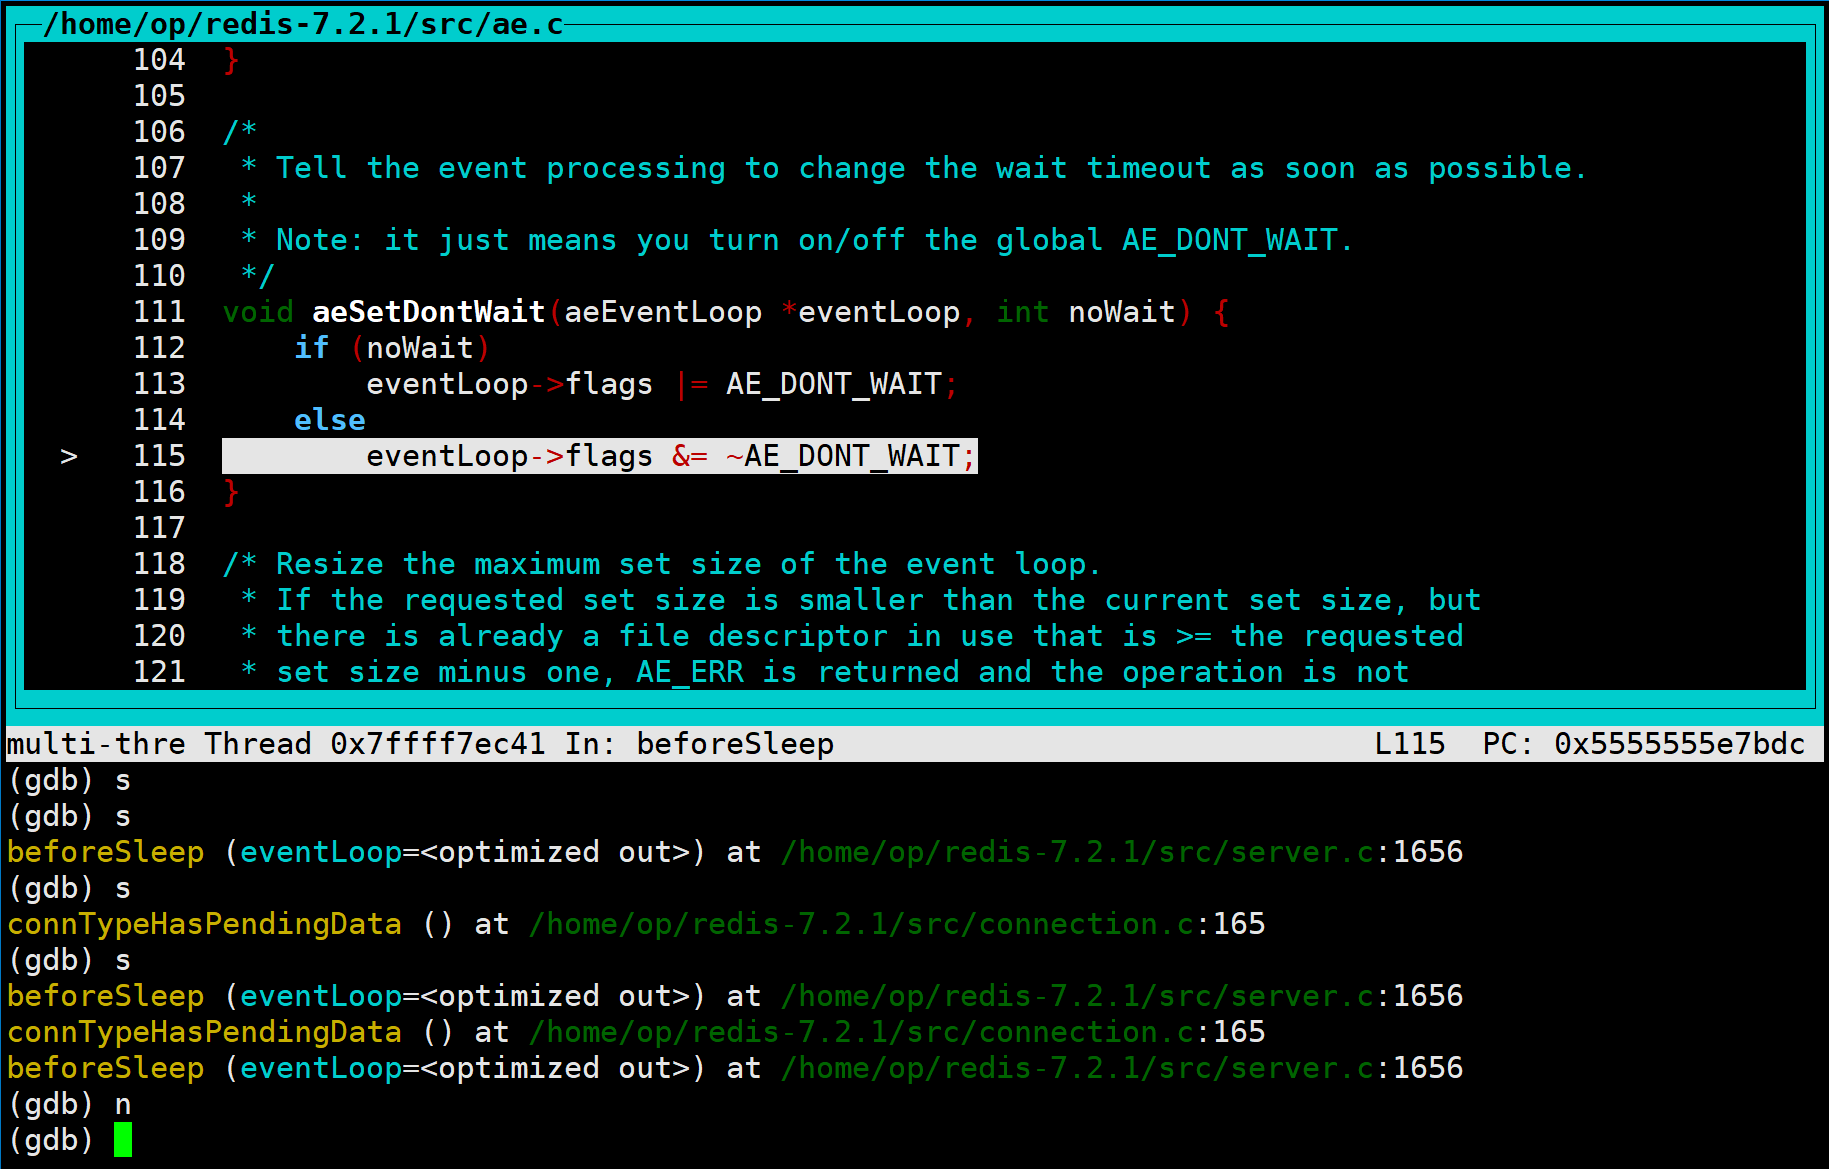 /home/op/redis-7.2.1/src/ae.c
104  }
105
106  /*
107   * Tell the event processing to change the wait timeout as soon as possible.
108   *
109   * Note: it just means you turn on/off the global AE_DONT_WAIT.
110   */
111  void aeSetDontWait(aeEventLoop *eventLoop, int noWait) {
112      if (noWait)
113          eventLoop->flags |= AE_DONT_WAIT;
114      else
>   115          eventLoop->flags &= ~AE_DONT_WAIT;
116  }
117
118  /* Resize the maximum set size of the event loop.
119   * If the requested set size is smaller than the current set size, but
120   * there is already a file descriptor in use that is >= the requested
121   * set size minus one, AE_ERR is returned and the operation is not
multi-thre Thread 0x7ffff7ec41 In: beforeSleep L115  PC: 0x5555555e7bdc
(gdb) s
(gdb) s
beforeSleep (eventLoop=<optimized out>) at /home/op/redis-7.2.1/src/server.c:1656
(gdb) s
connTypeHasPendingData () at /home/op/redis-7.2.1/src/connection.c:165
(gdb) s
beforeSleep (eventLoop=<optimized out>) at /home/op/redis-7.2.1/src/server.c:1656
connTypeHasPendingData () at /home/op/redis-7.2.1/src/connection.c:165
beforeSleep (eventLoop=<optimized out>) at /home/op/redis-7.2.1/src/server.c:1656
(gdb) n
(gdb)